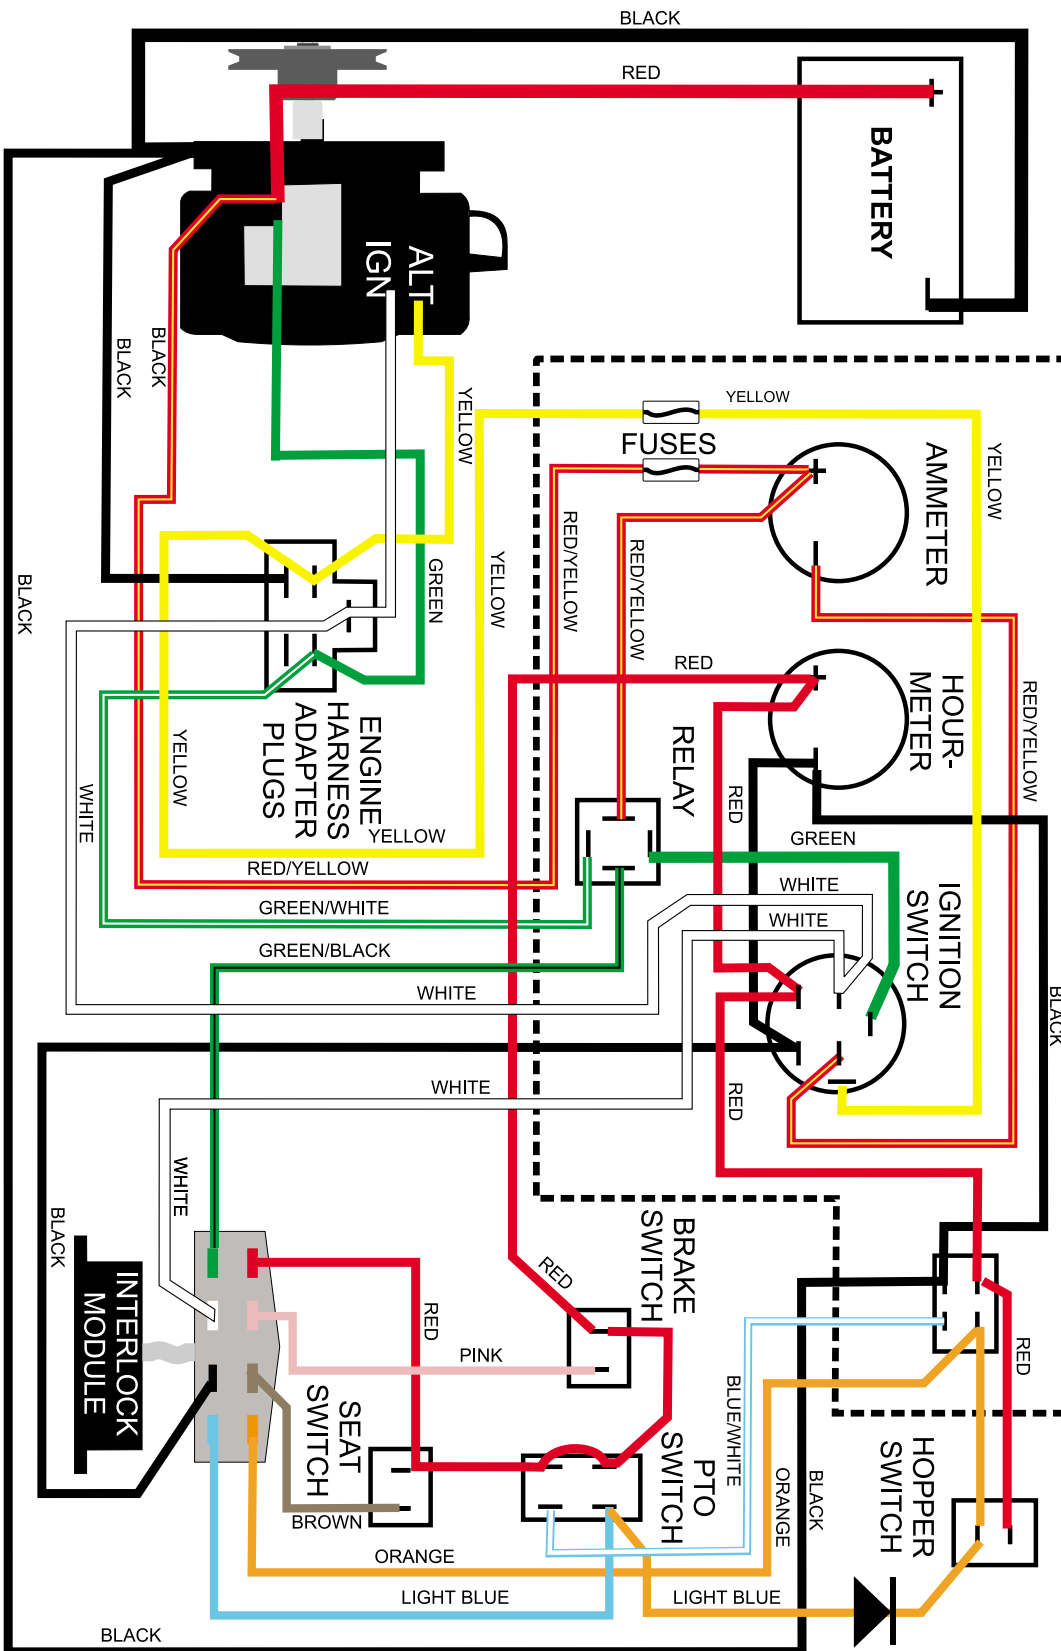 BLACK
RED
BATTERY
ALT
IGN
BLACK
BLACK
YELLOW
YELLOW
FUSES
YELLOW
AMMETER
RED/YELLOW
RED/YELLOW
YELLOW
GREEN
BLACK
RED
HOUR-
METER
RED/YELLOW
ENGINE
HARNESS
ADAPTER
PLUGS
YELLOW
WHITE
RELAY
RED
YELLOW
GREEN
RED/YELLOW
WHITE
GREEN/WHITE
WHITE
IGNITION
SWITCH
GREEN/BLACK
WHITE
BLACK
WHITE
RED
WHITE
BLACK
BRAKE
SWITCH
RED
INTERLOCK
MODULE
RED
PINK
RED
SEAT
SWITCH
BLUE/WHITE
PTO
SWITCH
HOPPER
SWITCH
ORANGE
BLACK
BROWN
ORANGE
LIGHT BLUE
LIGHT BLUE
BLACK